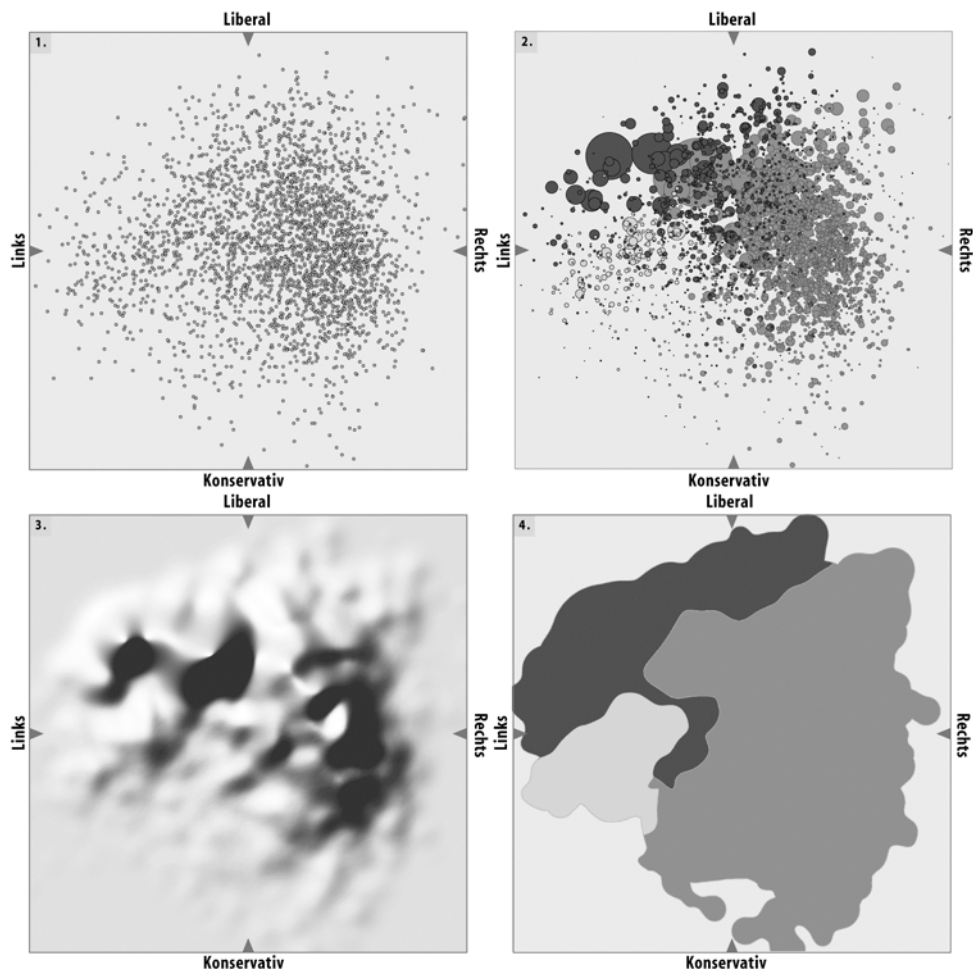 Liberal
Liberal
1.
2.
Links
Rechts
Links
Rechts
Konservativ
Konservativ
Liberal
Liberal
3.
4.
Links
Rechts
Links
Rechts
Konservativ
Konservativ